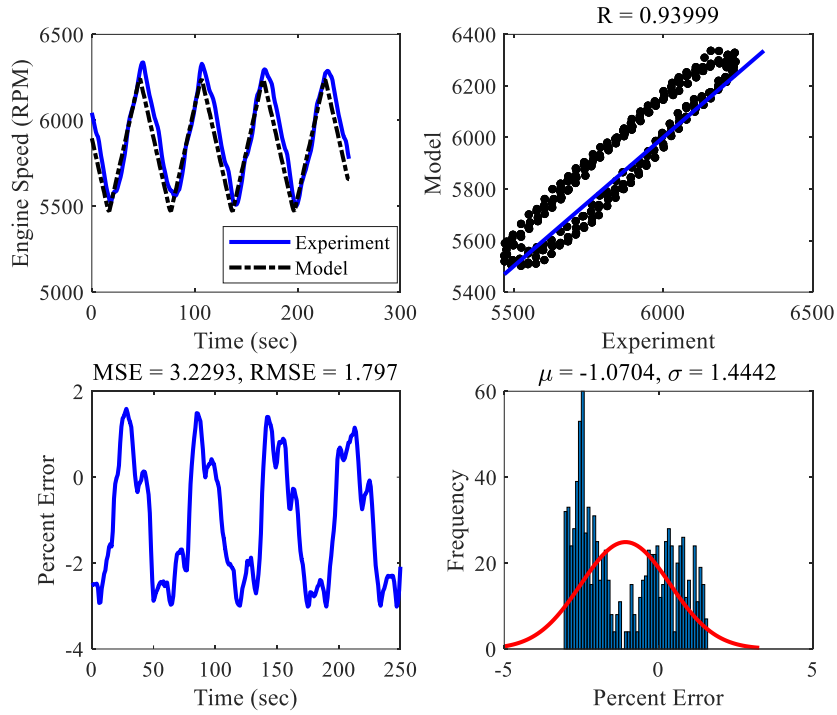 6500
6000
5500
5000
Engine Speed (RPM)
0 100 200 300
Time (sec)
Experiment
Model
R = 0.93999
6400
6200
6000
5800
5600
5400
Model
5500 6000 6500
Experiment
MSE = 3.2293, RMSE = 1.797
2
0
-2
-4
Percent Error
0 50 100 150 200 250
Time (sec)
μ = -1.0704, σ = 1.4442
60
40
20
0
Frequency
-5 0 5
Percent Error